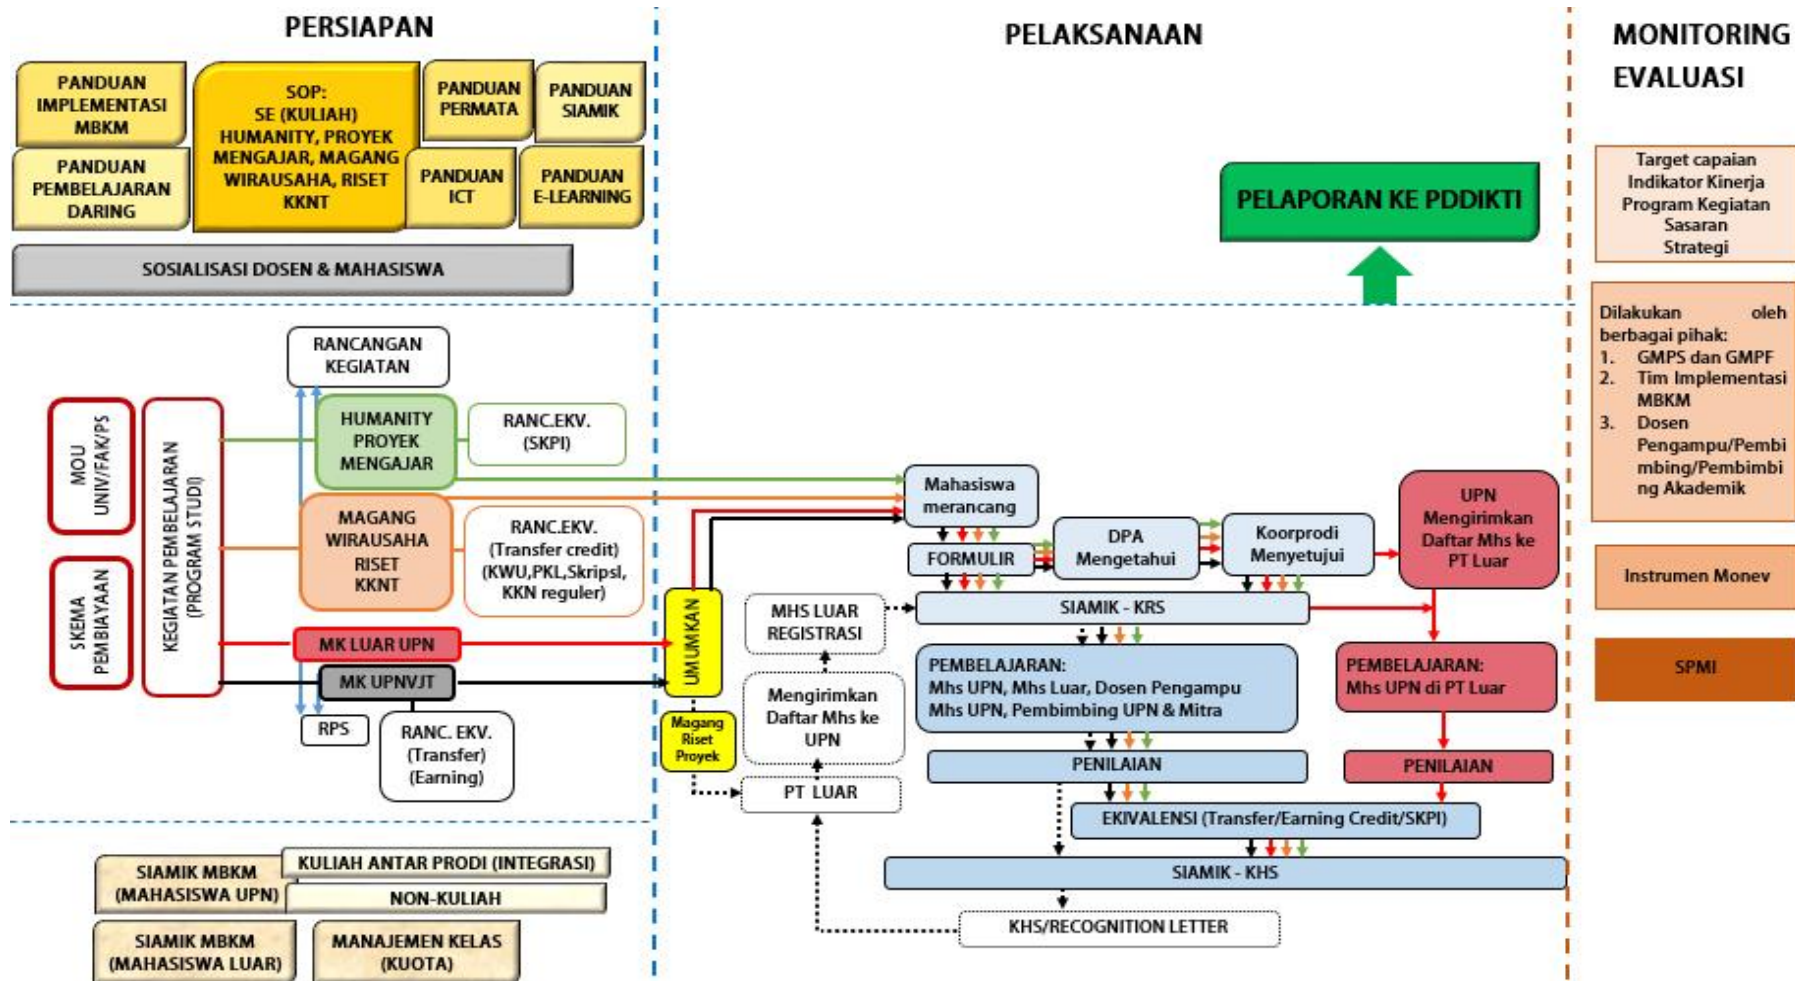 PERSIAPAN
PANDUAN
IMPLEMENTASI
MBKM
SOP:
SE (KULIAH)
HUMANITY, PROYEK
MENGAJAR, MAGANG
WIRAUSAHA, RISET
KKNT
PANDUAN
PERMATA
PANDUAN
SIAMIK
PANDUAN
PEMBELAJARAN
DARING
PANDUAN
ICT
PANDUAN
E-LEARNING
SOSIALISASI DOSEN & MAHASISWA
RANCANGAN
KEGIATAN
MOU
UNIV/FAK/PS
SKEMA
PEMBIAYAAN
KEGIATAN PEMBELAJARAN
(PROGRAM STUDI)
HUMANITY
PROYEK
MENGAJAR
RANC.EKV.
(SKPI)
MAGANG
WIRAUSAHA
RISET
KKNT
RANC.EKV.
(Transfer credit)
(KWU,PKL,Skripsl,
KKN reguler)
MK LUAR UPN
MK UPNVJT
RPS
RANC. EKV.
(Transfer)
(Earning)
SIAMIK MBKM
(MAHASISWA UPN)
KULIAH ANTAR PRODI (INTEGRASI)
NON-KULIAH
SIAMIK MBKM
(MAHASISWA LUAR)
MANAJEMEN KELAS
(KUOTA)
PELAKSANAAN
PELAPORAN KE PDDIKTI
UMUMKAN
Magang
Riset
Proyek
MHS LUAR
REGISTRASI
Mengirimkan
Daftar Mhs ke
UPN
PT LUAR
Mahasiswa
merancang
FORMULIR
DPA
Mengetahui
Koorprodi
Menyetujui
UPN
Mengirimkan
Daftar Mhs ke
PT Luar
SIAMIK - KRS
PEMBELAJARAN:
Mhs UPN, Mhs Luar, Dosen Pengampu
Mhs UPN, Pembimbing UPN & Mitra
PEMBELAJARAN:
Mhs UPN di PT Luar
PENILAIAN
PENILAIAN
EKIVALENSI (Transfer/Earning Credit/SKPI)
SIAMIK - KHS
KHS/RECOGNITION LETTER
MONITORING
EVALUASI
Target capaian
Indikator Kinerja
Program Kegiatan
Sasaran
Strategi
Dilakukan oleh
berbagai pihak:
1. GMPS dan GMPF
2. Tim Implementasi
MBKM
3. Dosen
Pengampu/Pembi
mbing/Pembimbi
ng Akademik
Instrumen Monev
SPMI